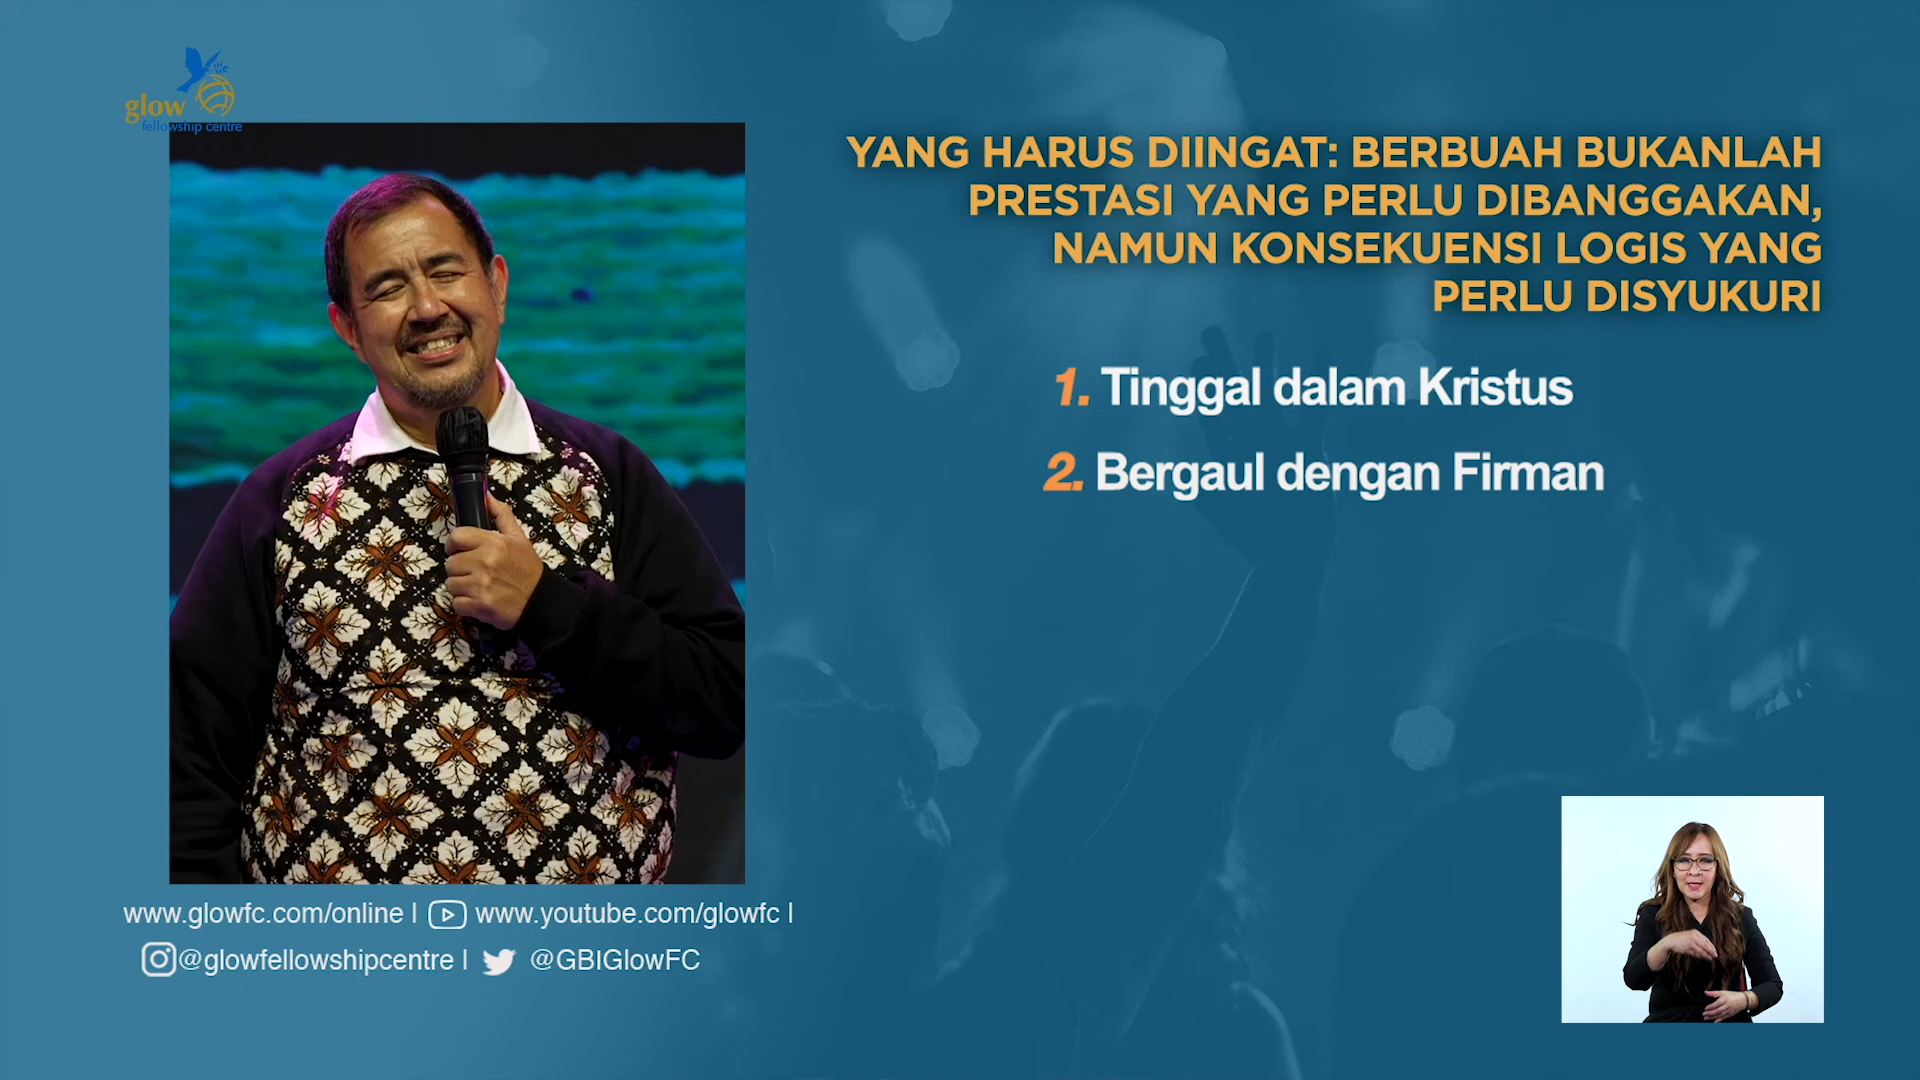 glow
fellowship centre
YANG HARUS DIINGAT: BERBUAH BUKANLAH
PRESTASI YANG PERLU DIBANGGAKAN,
NAMUN KONSEKUENSI LOGIS YANG
PERLU DISYUKURI
1. Tinggal dalam Kristus
2. Bergaul dengan Firman
www.glowfc.com/online | www.youtube.com/glowfc |
@glowfellowshipcentre | @GBIGlowFC